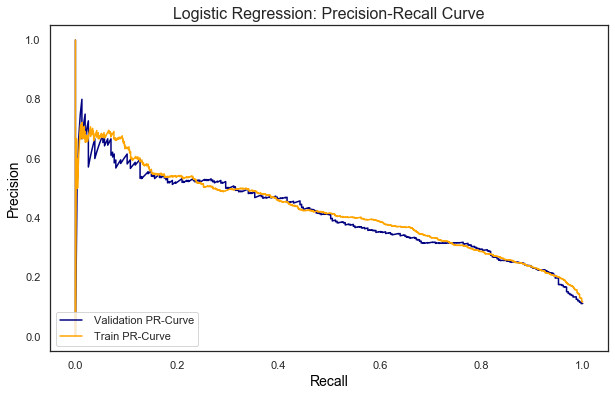 Logistic Regression: Precision-Recall Curve
1.0
0.8
0.6
0.4
0.2
0.0
Precision
Validation PR-Curve
Train PR-Curve
0.0 0.2 0.4 0.6 0.8 1.0
Recall